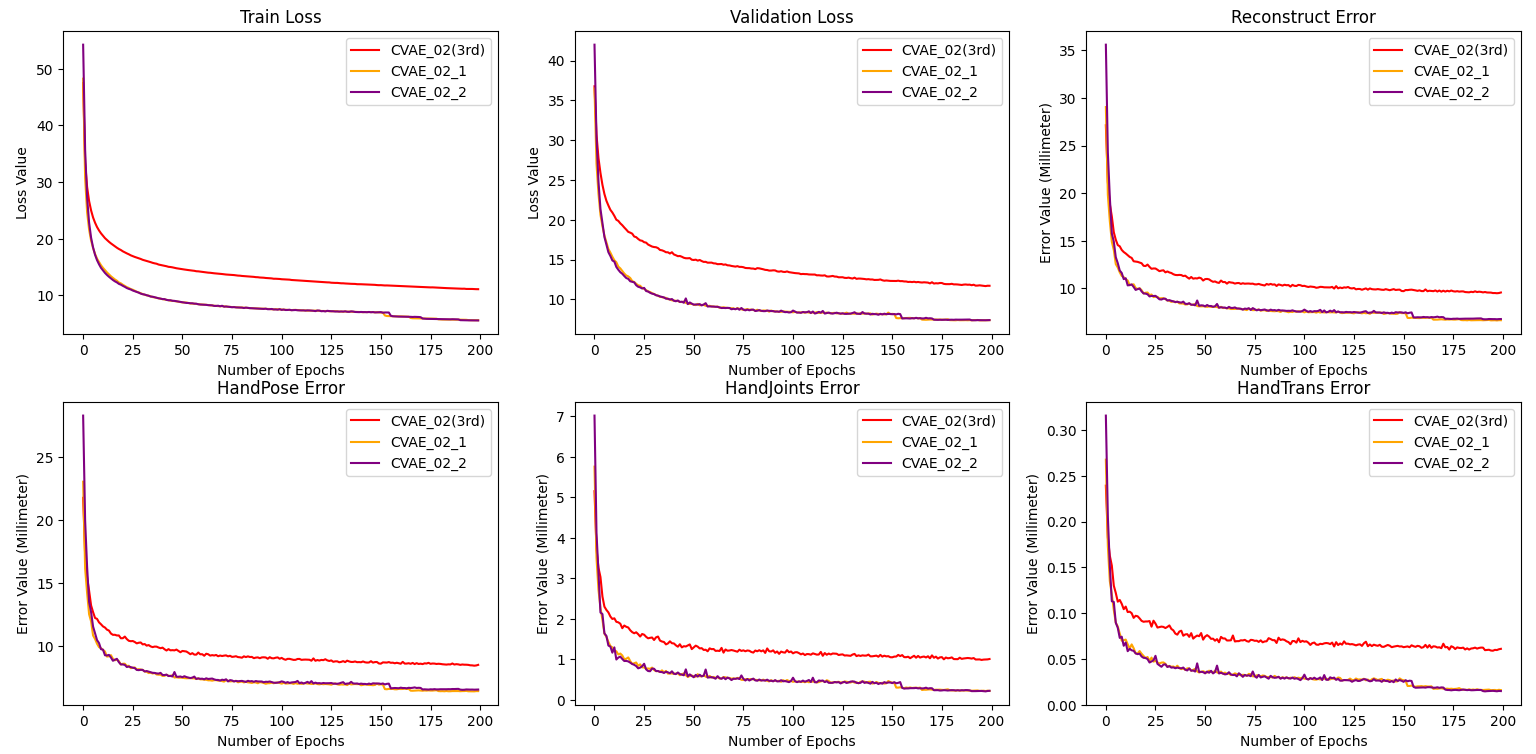 Train Loss
Loss Value
50
40
30
20
10
0 25 50 75 100 125 150 175 200
Number of Epochs
CVAE_02(3rd)
CVAE_02_1
CVAE_02_2
Validation Loss
Loss Value
40
35
30
25
20
15
10
0 25 50 75 100 125 150 175 200
Number of Epochs
CVAE_02(3rd)
CVAE_02_1
CVAE_02_2
Reconstruct Error
Error Value (Millimeter)
35
30
25
20
15
10
0 25 50 75 100 125 150 175 200
Number of Epochs
CVAE_02(3rd)
CVAE_02_1
CVAE_02_2
HandPose Error
Error Value (Millimeter)
25
20
15
10
0 25 50 75 100 125 150 175 200
Number of Epochs
CVAE_02(3rd)
CVAE_02_1
CVAE_02_2
HandJoints Error
Error Value (Millimeter)
7
6
5
4
3
2
1
0
0 25 50 75 100 125 150 175 200
Number of Epochs
CVAE_02(3rd)
CVAE_02_1
CVAE_02_2
HandTrans Error
Error Value (Millimeter)
0.30
0.25
0.20
0.15
0.10
0.05
0.00
0 25 50 75 100 125 150 175 200
Number of Epochs
CVAE_02(3rd)
CVAE_02_1
CVAE_02_2